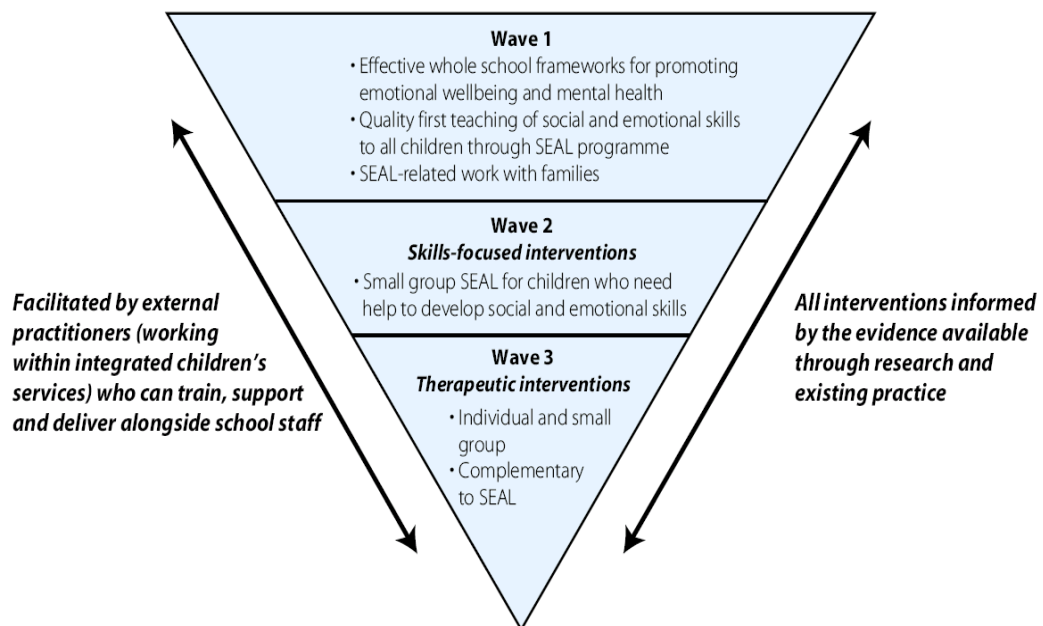 Wave 1
• Effective whole school frameworks for promoting
emotional wellbeing and mental health
• Quality first teaching of social and emotional skills
to all children through SEAL programme
• SEAL-related work with families
Wave 2
Skills-focused interventions
• Small group SEAL for children who need
help to develop social and emotional skills
Wave 3
Therapeutic interventions
• Individual and small
group
• Complementary
to SEAL
Facilitated by external
practitioners (working
within integrated children’s
services) who can train, support
and deliver alongside school staff
All interventions informed
by the evidence available
through research and
existing practice